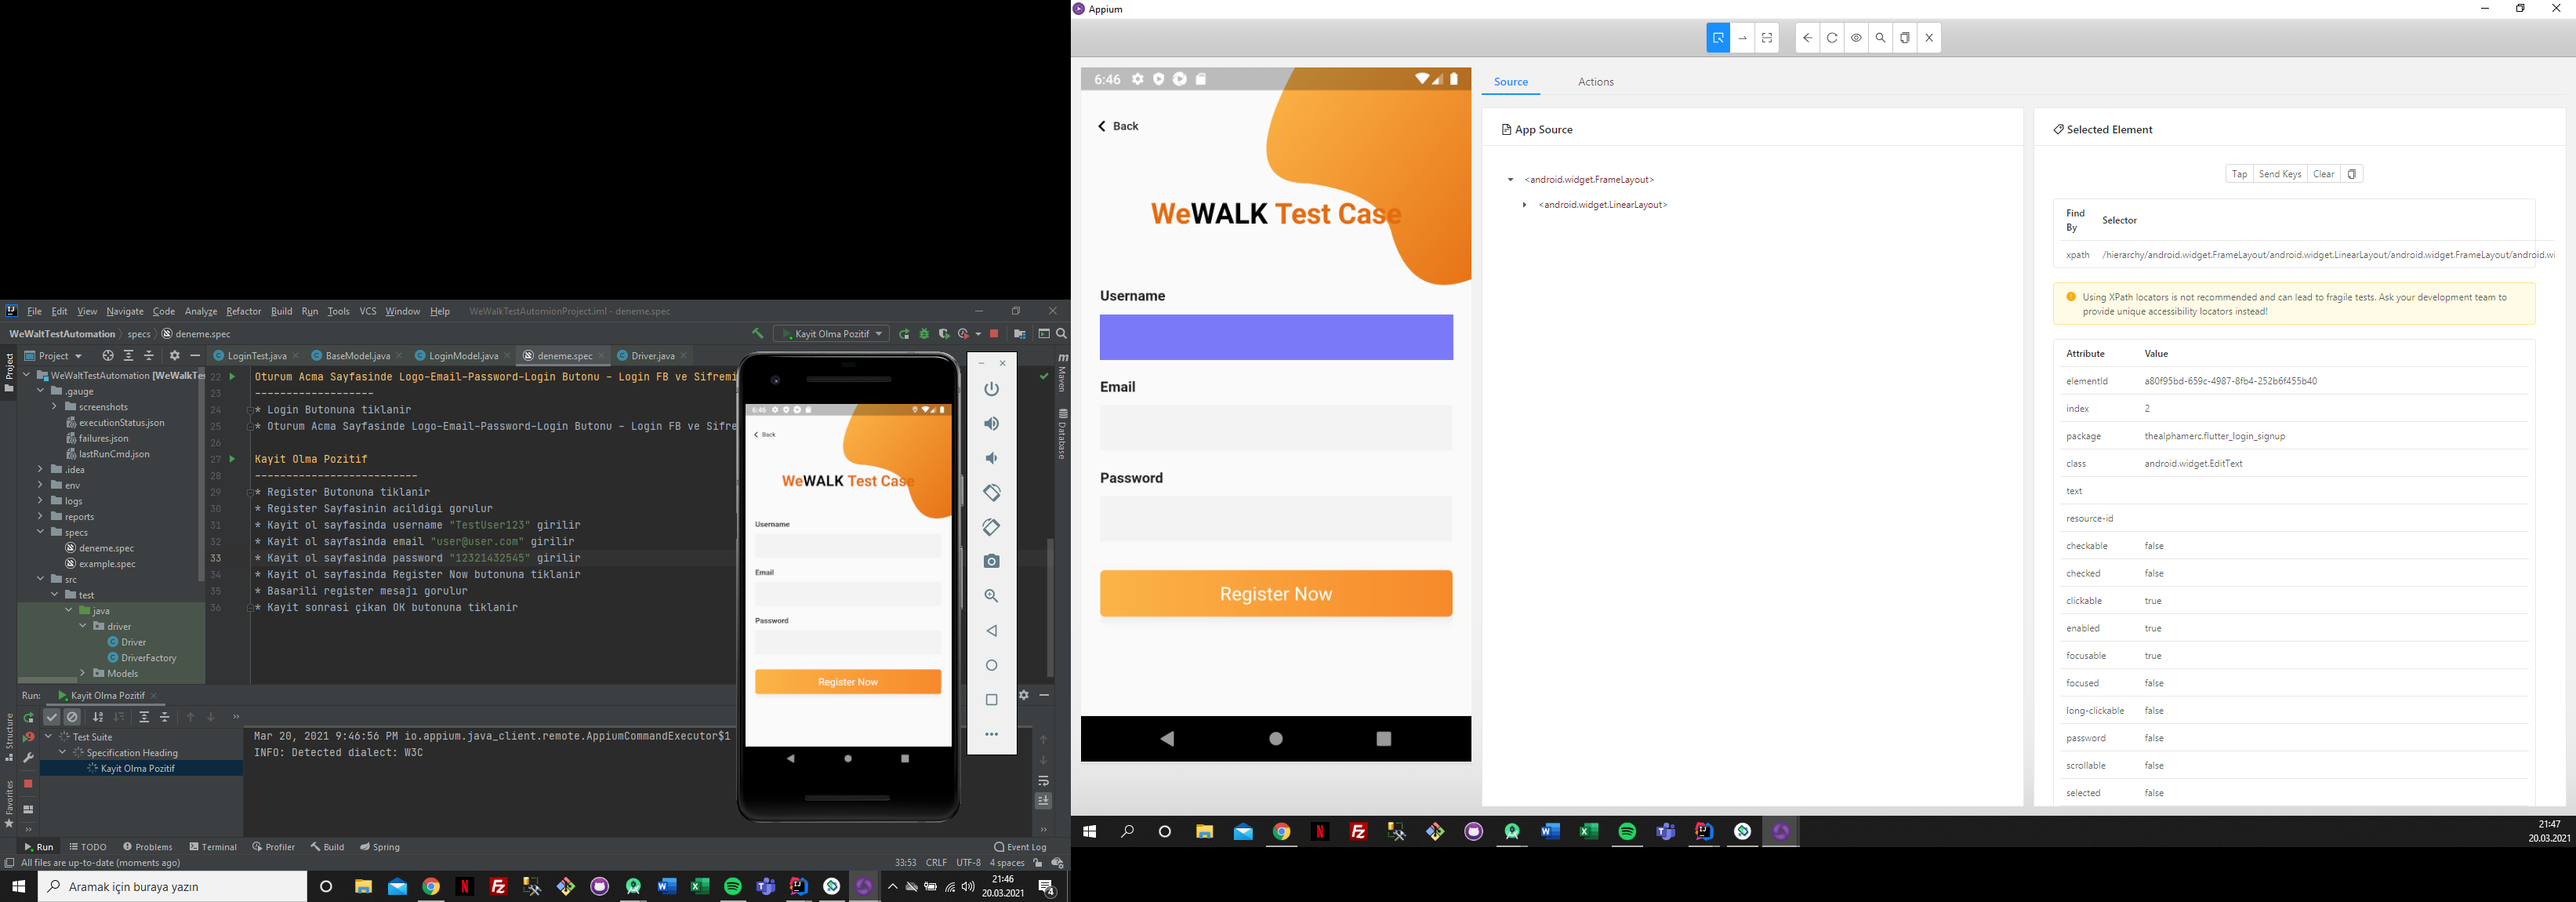 File Edit View Navigate Code Analyze Refactor Build Run Tools VCS Window Help WeWaltTestAutomionProject.iml - deneme.spec
WeWaltTestAutomation specs deneme.spec
Kayit Olma Pozitif
Project
LoginTest.java BaseModel.java LoginModel.java deneme.spec Driver.java
Project
Structure
Favorites
Maven
Database
WeWaltTestAutomation [WeWalkTe
.gauge
screenshots
executionStatus.json
failures.json
lastRunCmd.json
.idea
env
logs
reports
specs
deneme.spec
example.spec
src
test
java
driver
Driver
DriverFactory
Models
22 Oturum Acma Sayfasinde Logo-Email-Password-Login Butonu - Login FB ve Sifremi
23 -------------------
24 * Login Butonuna tiklanir
25 * Oturum Acma Sayfasinde Logo-Email-Password-Login Butonu - Login FB ve Sifre
26
27 Kayit Olma Pozitif
28 --------------------------
29 * Register Butonuna tiklanir
30 * Register Sayfasinin acildigi gorulur
31 * Kayit ol sayfasinda username "TestUser123" girilir
32 * Kayit ol sayfasinda email "user@user.com" girilir
33 * Kayit ol sayfasinda password "12321432545" girilir
34 * Kayit ol sayfasinda Register Now butonuna tiklanir
35 * Basarili register mesajı gorulur
36 * Kayit sonrasi çikan OK butonuna tiklanir
6:46
Back
WeWALK Test Case
Username
Email
Password
Register Now
Run: Kayit Olma Pozitif
Test Suite
Specification Heading
Kayit Olma Pozitif
Mar 20, 2021 9:46:56 PM io.appium.java_client.remote.AppiumCommandExecutor$1
INFO: Detected dialect: W3C
Run TODO Problems Terminal Profiler Build Spring Event Log
All files are up-to-date (moments ago) 33:53 CRLF UTF-8 4 spaces
Aramak için buraya yazın
21:46
20.03.2021
4
Appium
6:46
Back
WeWALK Test Case
Username
Email
Password
Register Now
Source Actions
App Source
<android.widget.FrameLayout>
<android.widget.LinearLayout>
Selected Element
Tap Send Keys Clear
Find By Selector
xpath /hierarchy/android.widget.FrameLayout/android.widget.LinearLayout/android.widget.FrameLayout/android.wi
Using XPath locators is not recommended and can lead to fragile tests. Ask your development team to
provide unique accessibility locators instead!
Attribute Value
elementId a80f95bd-659c-4987-8fb4-252b6f455b40
index 2
package thealphamerc.flutter_login_signup
class android.widget.EditText
text
resource-id
checkable false
checked false
clickable true
enabled true
focusable true
focused false
long-clickable false
password false
scrollable false
selected false
21:47
20.03.2021